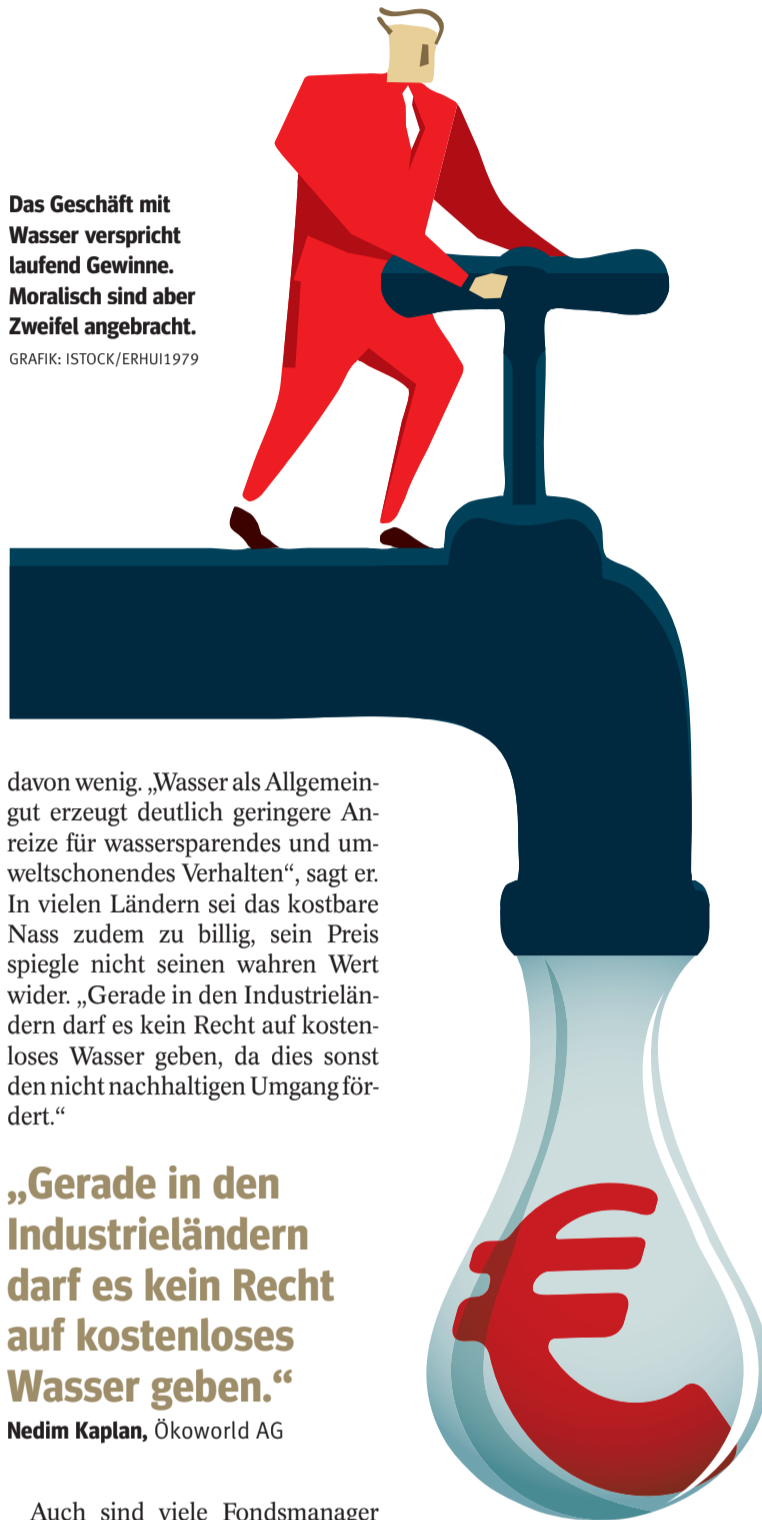 Das Geschäft mit
Wasser verspricht
laufend Gewinne.
Moralisch sind aber
Zweifel angebracht.
GRAFIK: ISTOCK/ERHUI1979
davon wenig. „Wasser als Allgemein-
gut erzeugt deutlich geringere An-
reize für wassersparendes und um-
weltschonendes Verhalten“, sagt er.
In vielen Ländern sei das kostbare
Nass zudem zu billig, sein Preis
spiegle nicht seinen wahren Wert
wider. „Gerade in den Industrielän-
dern darf es kein Recht auf kosten-
loses Wasser geben, da dies sonst
den nicht nachhaltigen Umgang för-
dert.“
„Gerade in den
Industrieländern
darf es kein Recht
auf kostenloses
Wasser geben.“
Nedim Kaplan, Ökoworld AG
Auch sind viele Fondsmanager
€